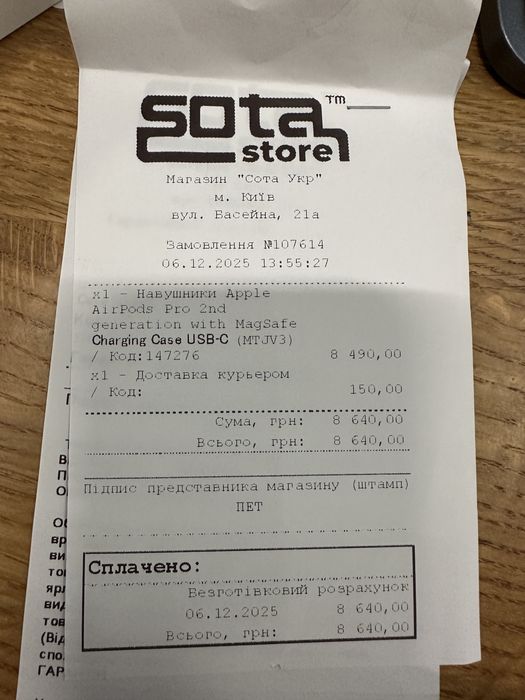 sota™
store
Магазин "Сота Укр"
м. Київ
вул. Басейна, 21а
Замовлення №107614
06.12.2025 13:55:27
x1 - Навушники Apple
AirPods Pro 2nd
generation with MagSafe
Charging Case USB-C (MTJV3)
/ Код:147276 8 490,00
x1 - Доставка курьером
/ Код: 150,00
Сума, грн: 8 640,00
Всього, грн: 8 640,00
Підпис представника магазину (штамп)
ПЕТ
Сплачено:
Безготівковий розрахунок
06.12.2025 8 640,00
Всього, грн: 8 640,00
ГАР